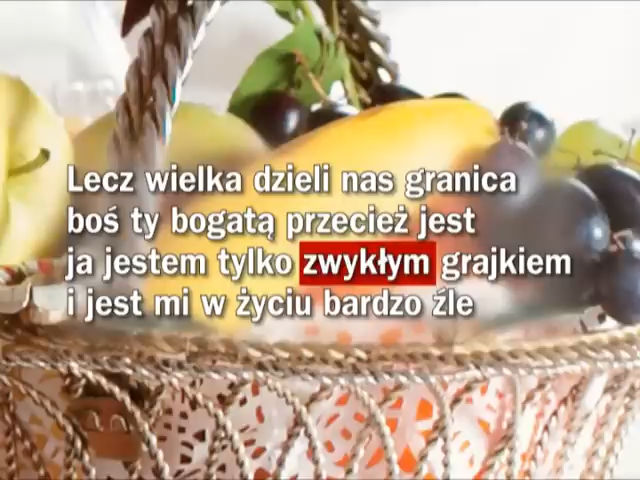 Lecz wielka dzieli nas granica
boś ty bogatą przecież jest
ja jestem tylko zwykłym grajkiem
i jest mi w życiu bardzo źle